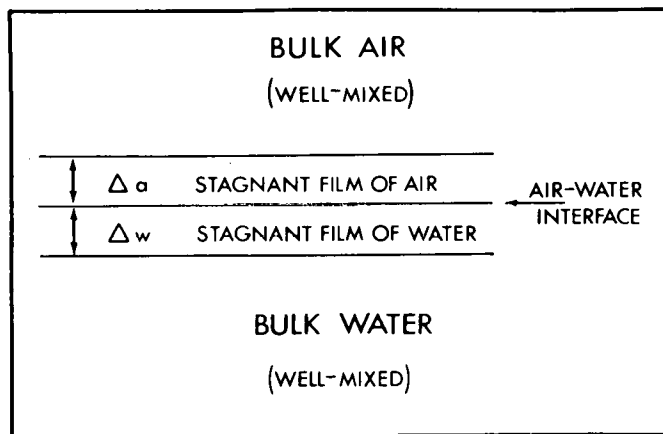 BULK AIR
(WELL-MIXED)
Δ a STAGNANT FILM OF AIR
AIR-WATER
INTERFACE
Δ w STAGNANT FILM OF WATER
BULK WATER
(WELL-MIXED)